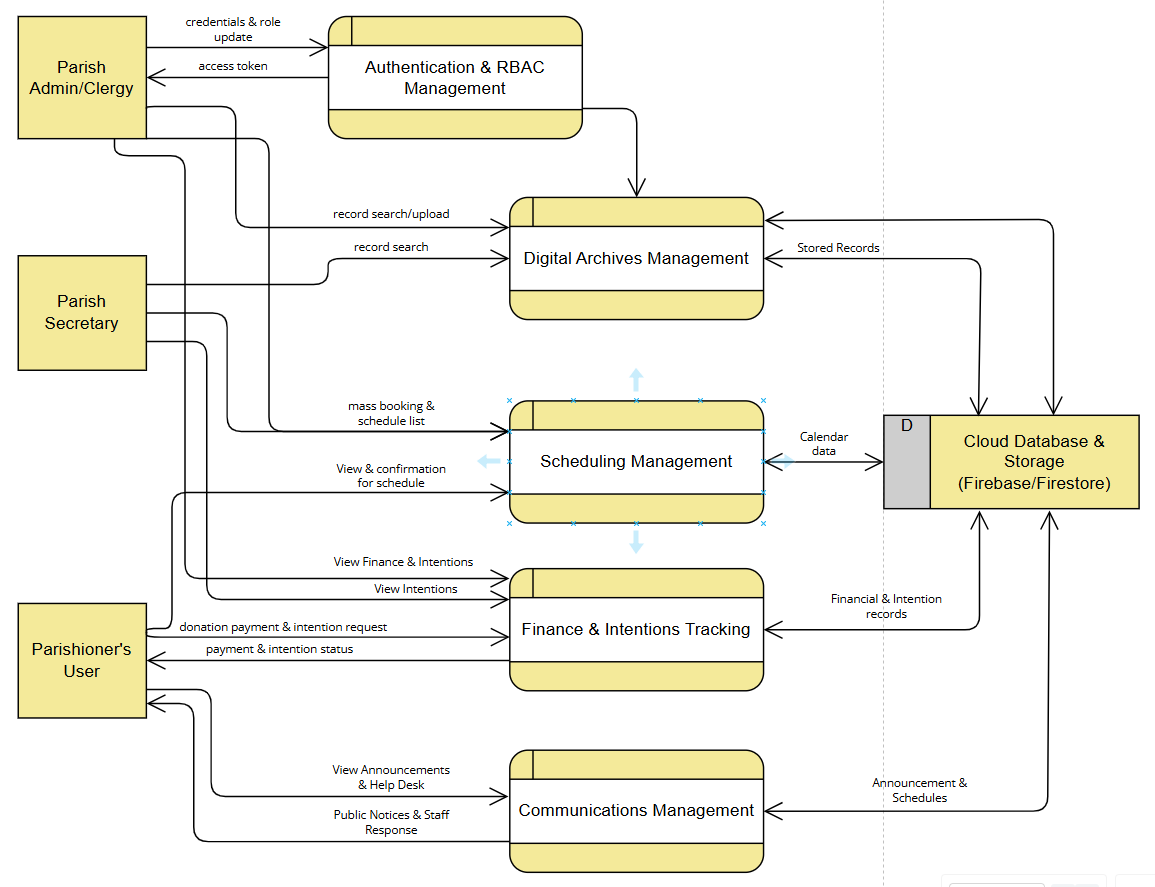 credentials & role
update
access token
Parish
Admin/Clergy
Authentication & RBAC
Management
record search/upload
record search
Digital Archives Management
Stored Records
Parish
Secretary
mass booking &
schedule list
View & confirmation
for schedule
Scheduling Management
Calendar
data
D
Cloud Database &
Storage
(Firebase/Firestore)
View Finance & Intentions
View Intentions
donation payment & intention request
payment & intention status
Finance & Intentions Tracking
Financial & Intention
records
Parishioner's
User
View Announcements
& Help Desk
Public Notices & Staff
Response
Communications Management
Announcement &
Schedules